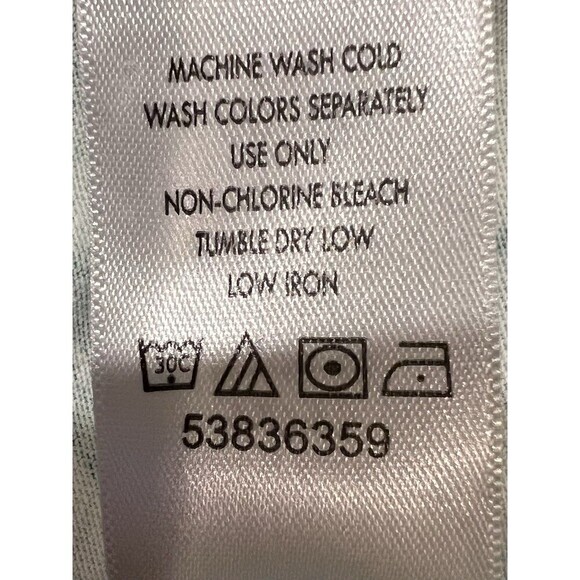 MACHINE WASH COLD
WASH COLORS SEPARATELY
USE ONLY
NON-CHLORINE BLEACH
TUMBLE DRY LOW
LOW IRON
30C
53836359